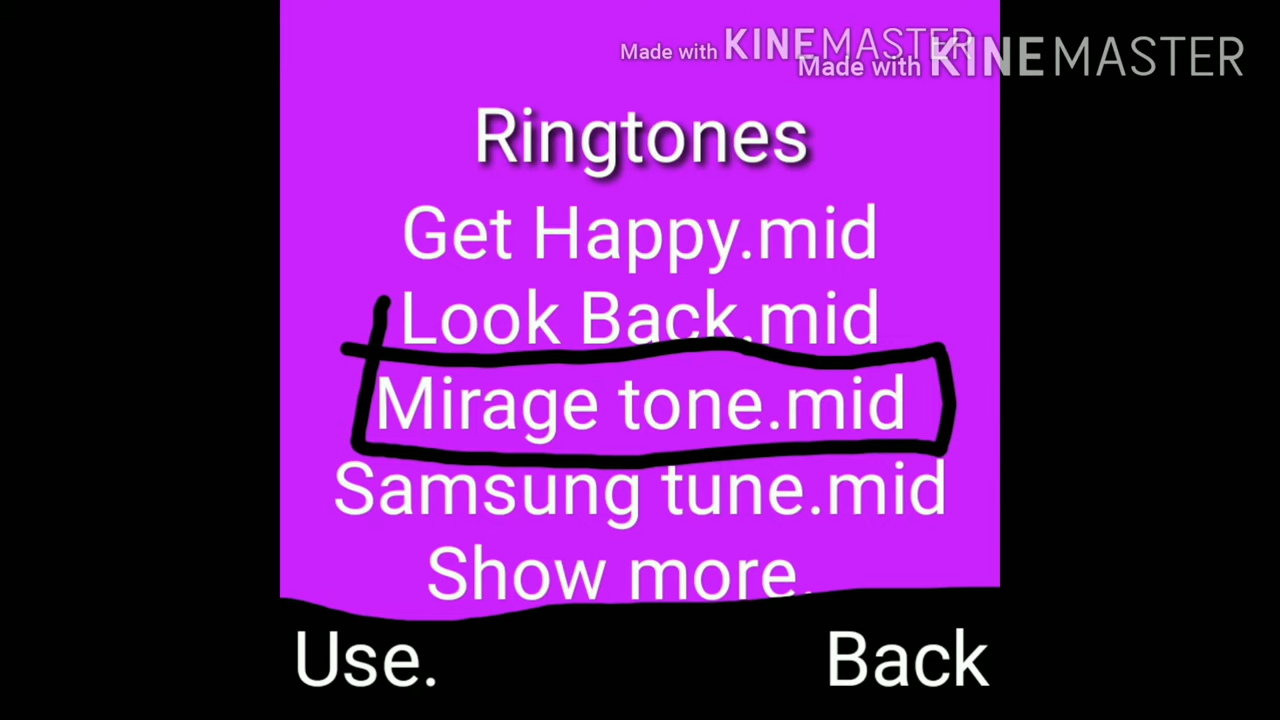 Made with KINEMASTER
Made with KINEMASTER
Ringtones
Get Happy.mid
Look Back.mid
Mirage tone.mid
Samsung tune.mid
Show more.
Use.
Back